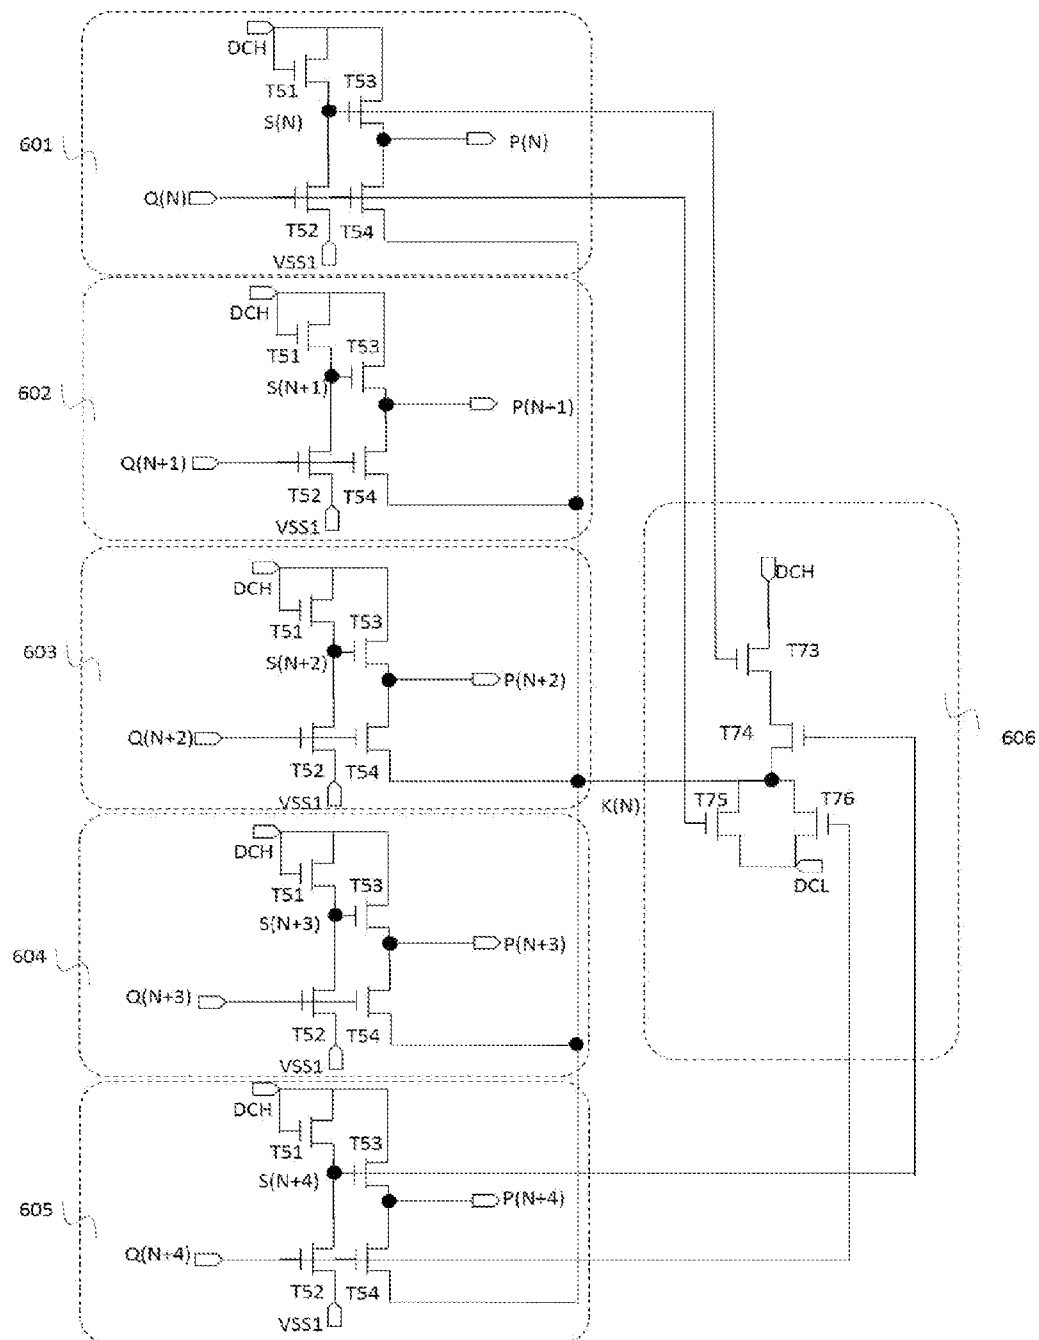 DCH
T51
T53
S(N)
P(N)
601
Q(N)
T52
T54
VSS1
DCH
T51
T53
S(N+1)
P(N+1)
602
Q(N+1)
T52
T54
VSS1
DCH
T51
T53
S(N+2)
P(N+2)
603
Q(N+2)
T52
T54
VSS1
DCH
T51
T53
S(N+3)
P(N+3)
604
Q(N+3)
T52
T54
VSS1
DCH
T51
T53
S(N+4)
P(N+4)
605
Q(N+4)
T52
T54
VSS1
DCH
T73
T74
606
K(N)
T75
T76
DCL